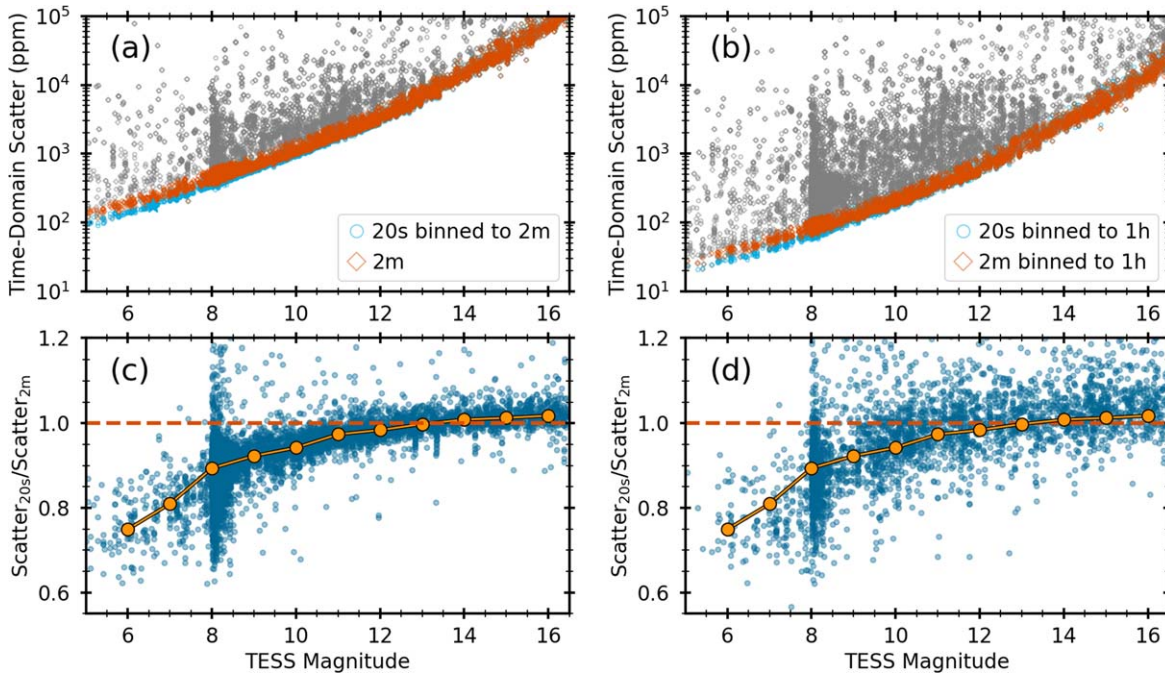 (a)
Time-Domain Scatter (ppm)
10^5
10^4
10^3
10^2
10^1
20s binned to 2m
2m
6 8 10 12 14 16
(b)
Time-Domain Scatter (ppm)
10^5
10^4
10^3
10^2
10^1
20s binned to 1h
2m binned to 1h
6 8 10 12 14 16
(c)
Scatter_20s/Scatter_2m
1.2
1.0
0.8
0.6
6 8 10 12 14 16
TESS Magnitude
(d)
Scatter_20s/Scatter_2m
1.2
1.0
0.8
0.6
6 8 10 12 14 16
TESS Magnitude